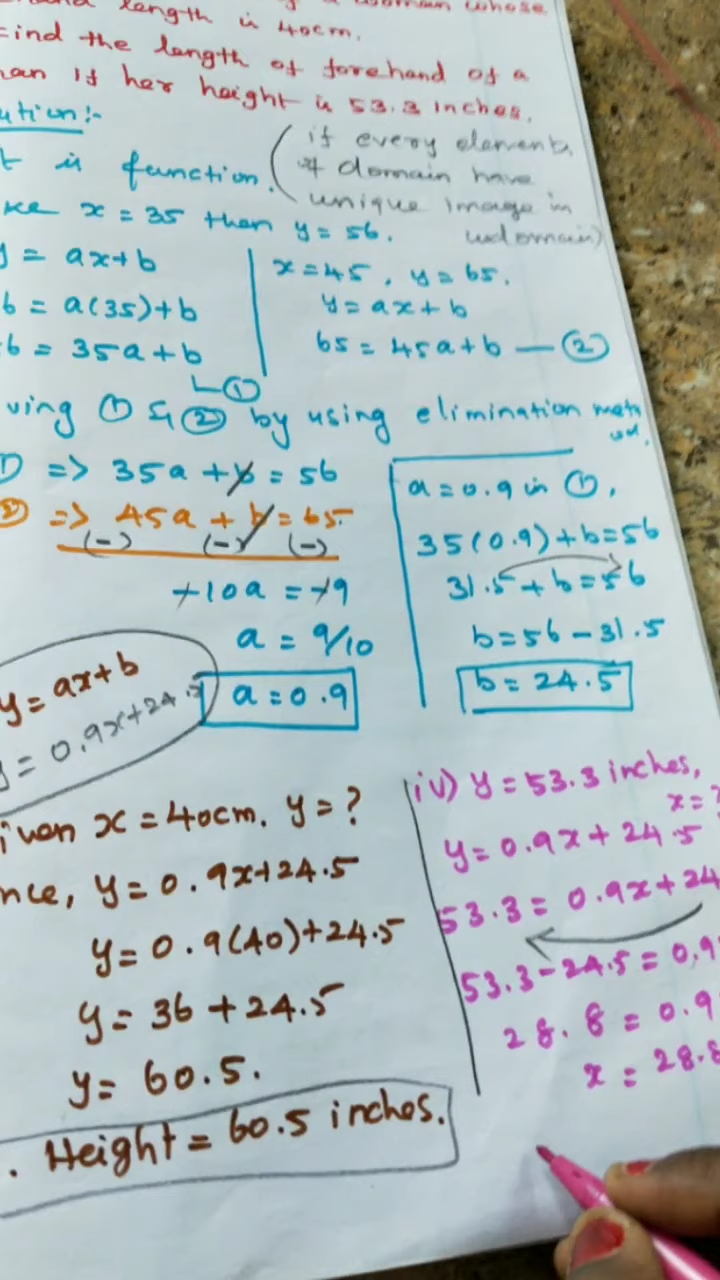 length is 40cm.
Find the length of forehand of a
man if her height is 53.3 inches.
ution:-
t is function. (if every elements
of domain have
unique image in
codomain)
ke x = 35 then y = 56.
y = ax+b
6 = a(35)+b
6 = 35a+b
—①
x=45, y=65.
y=ax+b
65=45a+b —②
ving ① & ② by using elimination meth
od.
① => 35a + b = 56
② => 45a + b = 65
(-) (-) (-)
-10a = -9
a = 9/10
a = 0.9
a=0.9 in ①,
35(0.9)+b=56
31.5+b=56
b=56-31.5
b=24.5
y=ax+b
y=0.9x+24.5
iven x=40cm. y=?
nce, y=0.9x+24.5
y=0.9(40)+24.5
y=36+24.5
y=60.5.
. Height=60.5 inches.
iv) y=53.3 inches,
x=?
y=0.9x+24.5
53.3=0.9x+24
53.3-24.5=0.9
28.8=0.9
x=28.8